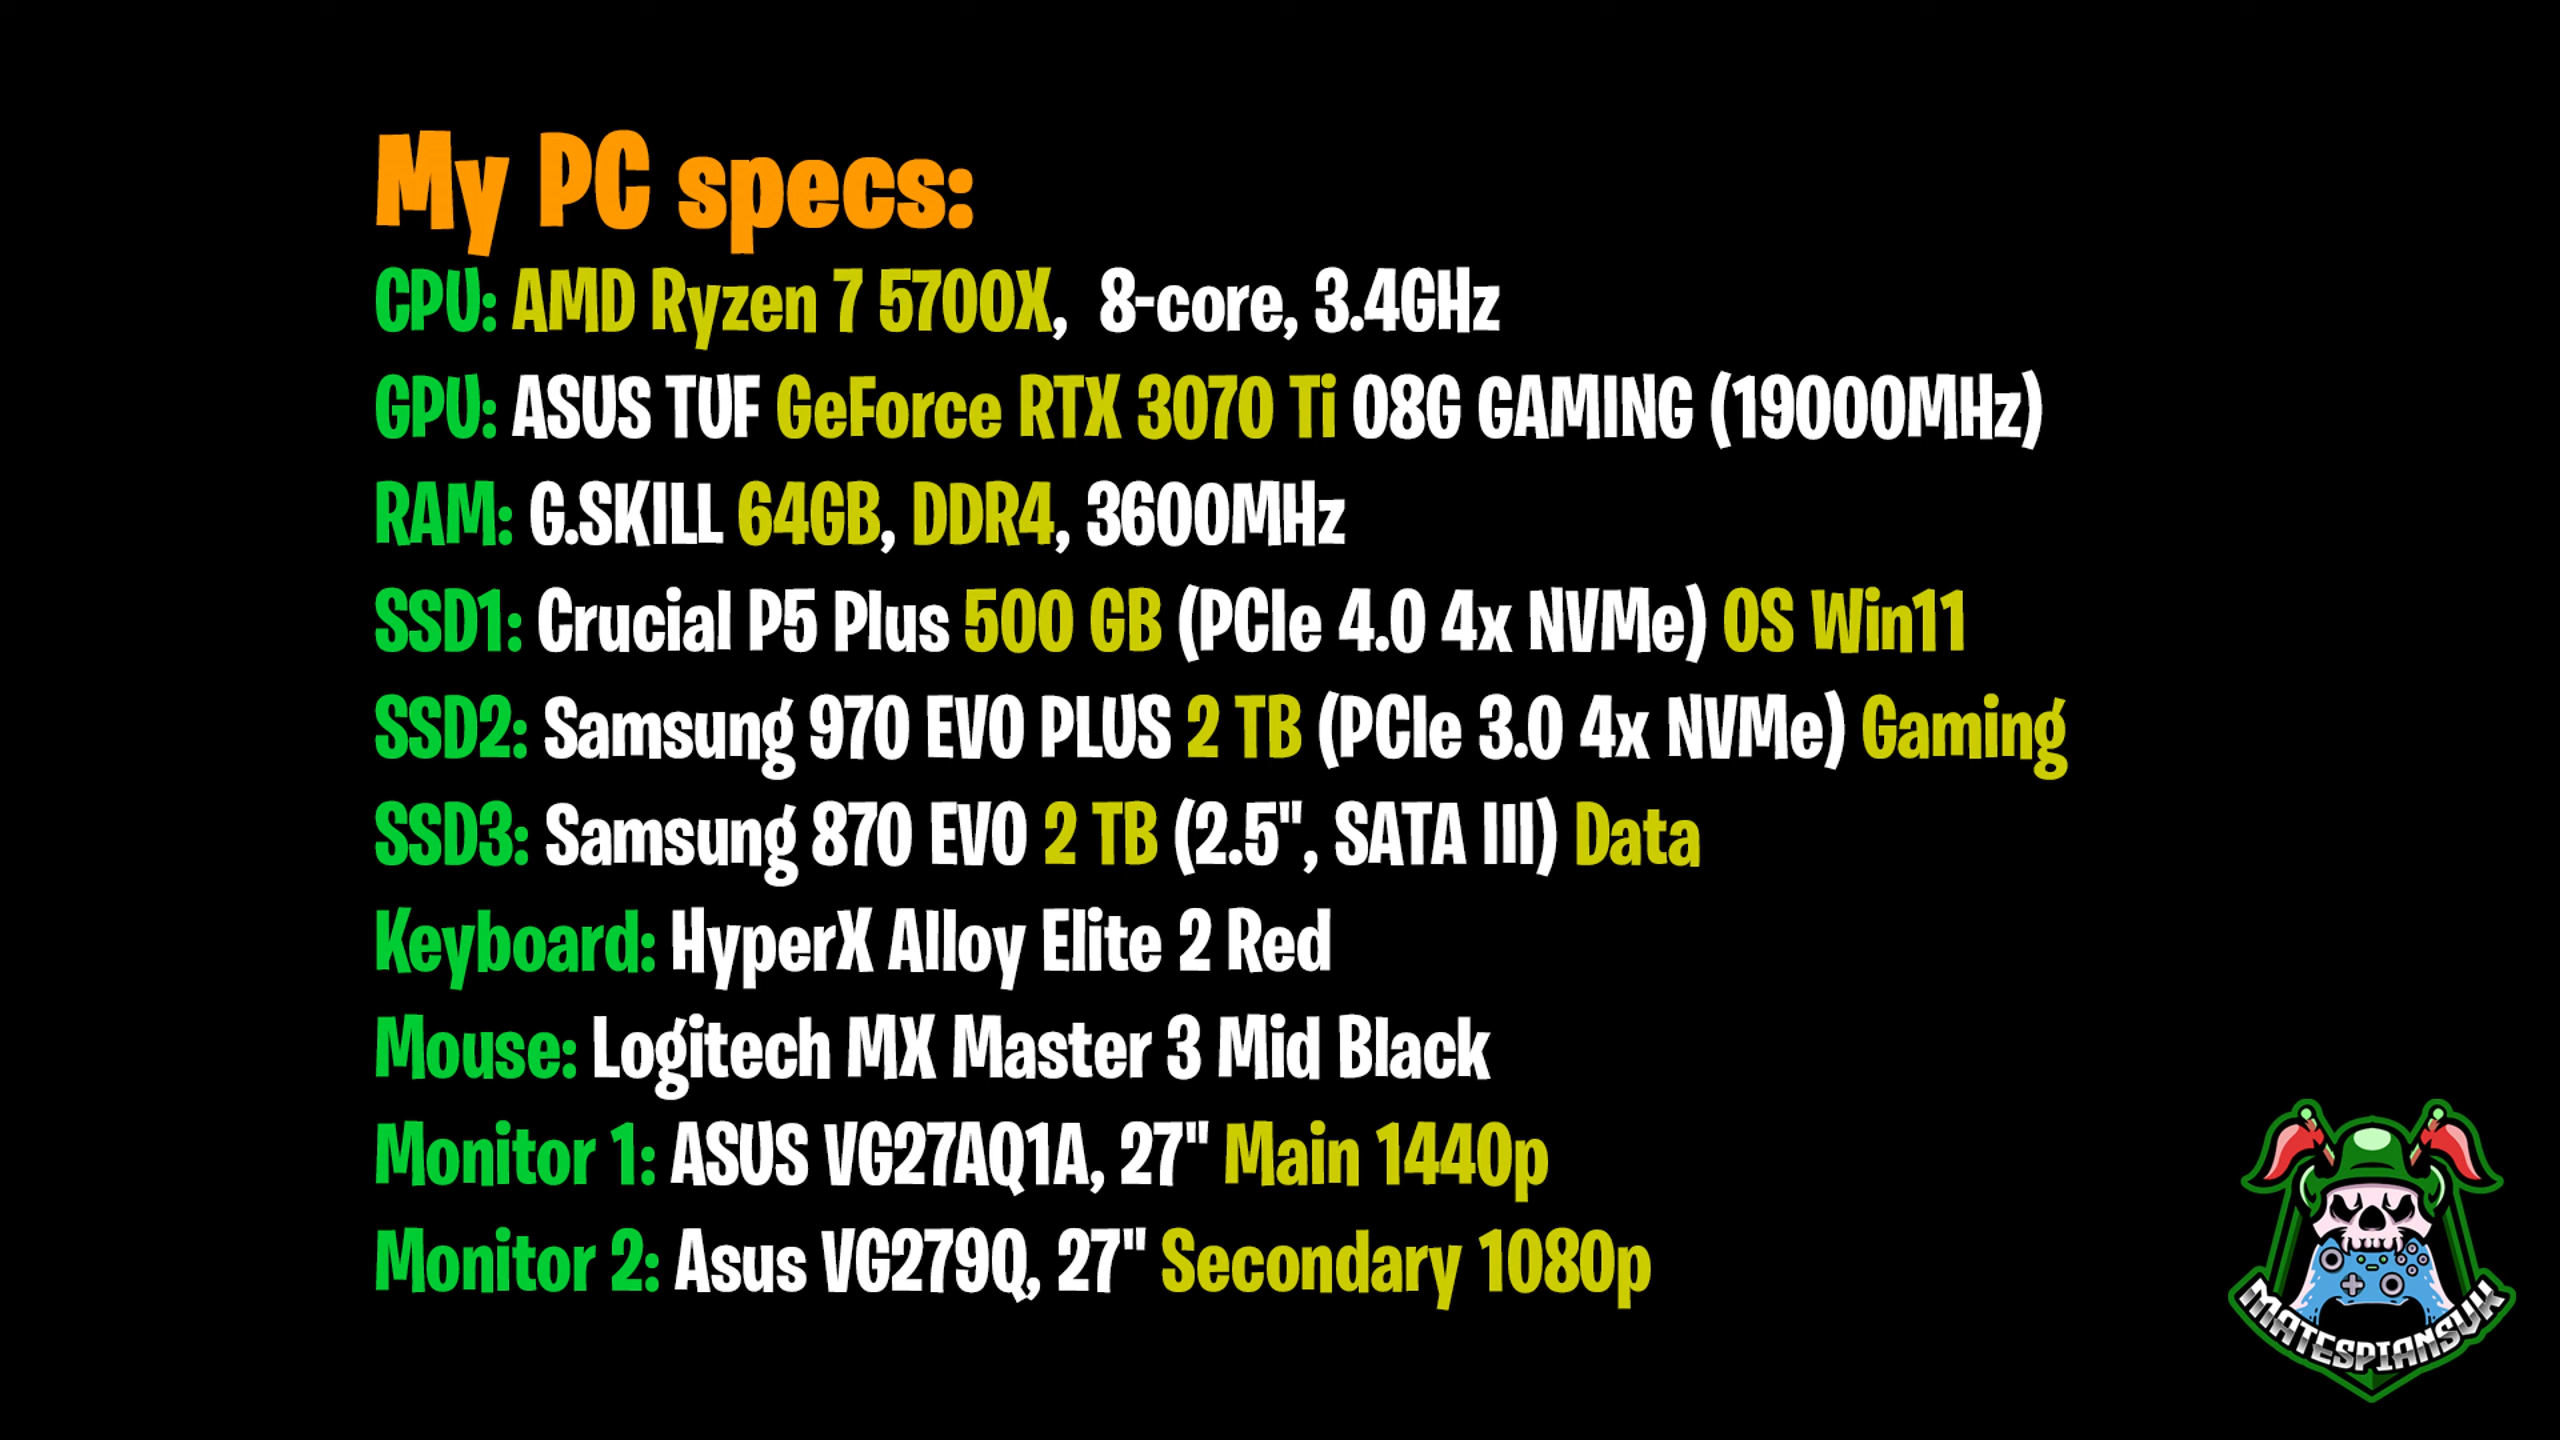 My PC specs:
CPU: AMD Ryzen 7 5700X, 8-core, 3.4GHz
GPU: ASUS TUF GeForce RTX 3070 Ti 08G GAMING (19000MHz)
RAM: G.SKILL 64GB, DDR4, 3600MHz
SSD1: Crucial P5 Plus 500 GB (PCIe 4.0 4x NVMe) OS Win11
SSD2: Samsung 970 EVO PLUS 2 TB (PCIe 3.0 4x NVMe) Gaming
SSD3: Samsung 870 EVO 2 TB (2.5", SATA III) Data
Keyboard: HyperX Alloy Elite 2 Red
Mouse: Logitech MX Master 3 Mid Black
Monitor 1: ASUS VG27AQ1A, 27" Main 1440p
Monitor 2: Asus VG279Q, 27" Secondary 1080p
MATESPIANSUK